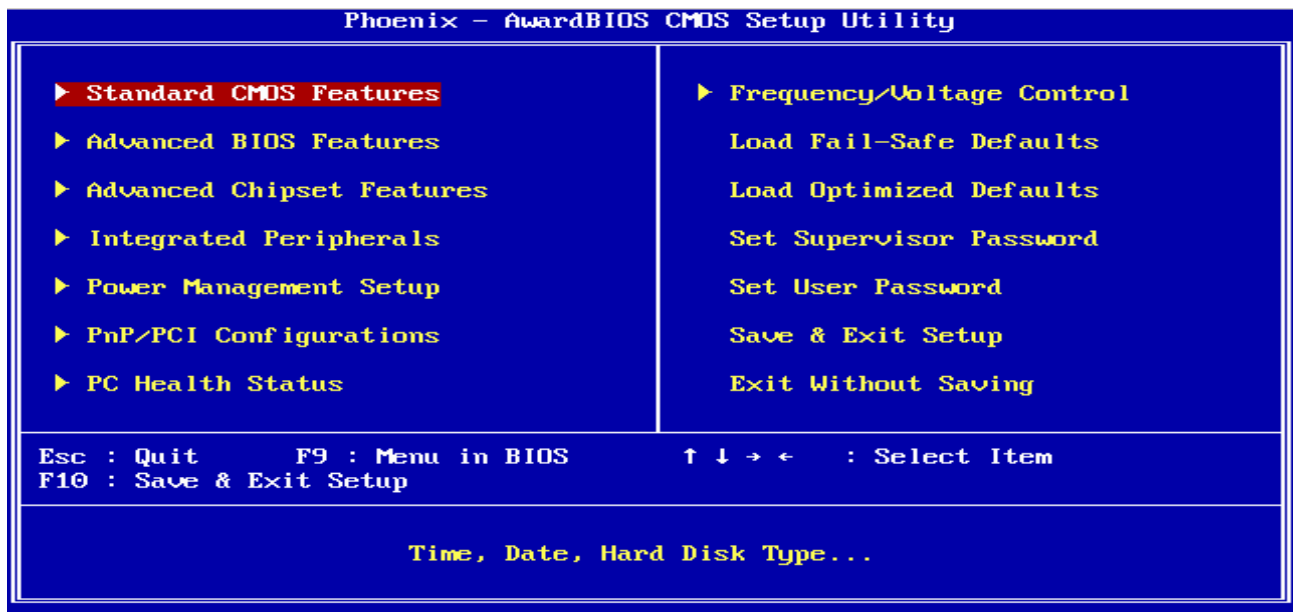 Phoenix - AwardBIOS CMOS Setup Utility
▶ Standard CMOS Features
▶ Advanced BIOS Features
▶ Advanced Chipset Features
▶ Integrated Peripherals
▶ Power Management Setup
▶ PnP/PCI Configurations
▶ PC Health Status
▶ Frequency/Voltage Control
Load Fail-Safe Defaults
Load Optimized Defaults
Set Supervisor Password
Set User Password
Save & Exit Setup
Exit Without Saving
Esc : Quit F9 : Menu in BIOS ↑ ↓ → ← : Select Item
F10 : Save & Exit Setup
Time, Date, Hard Disk Type...